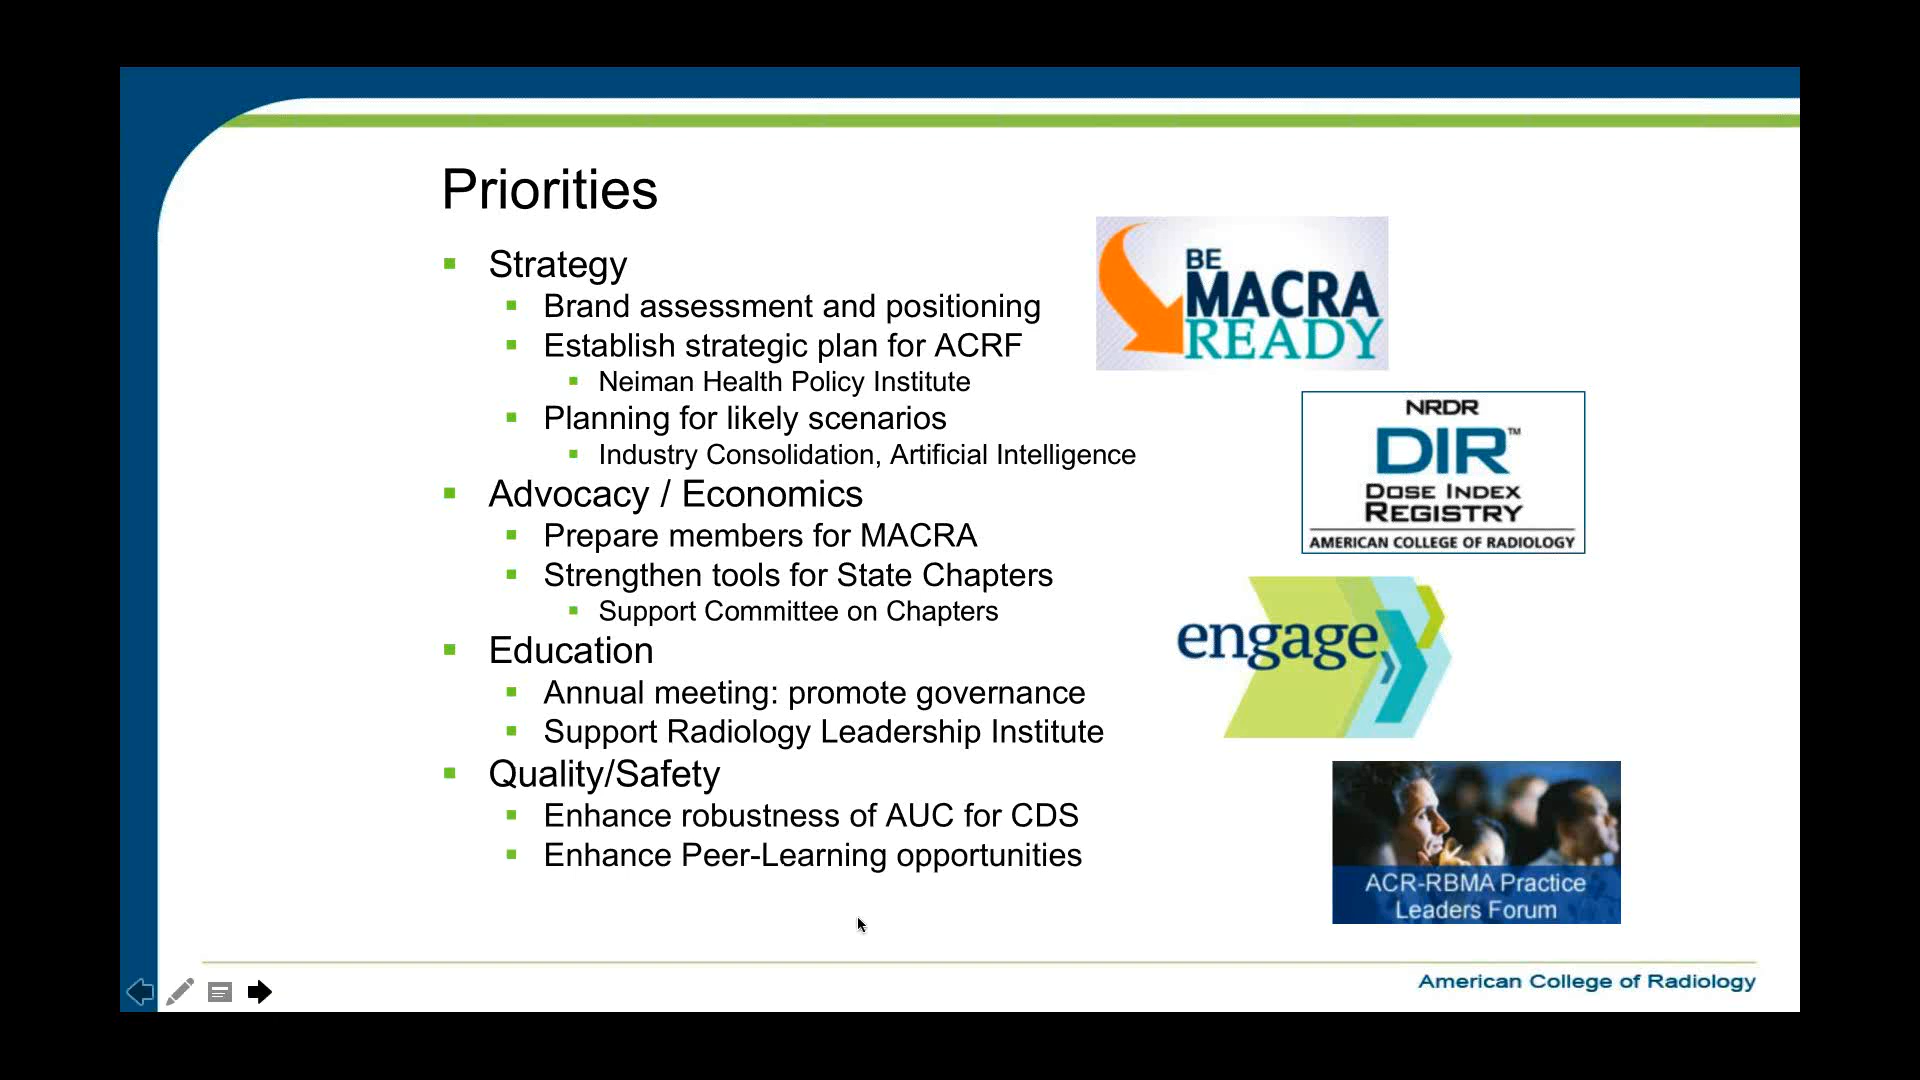 Priorities
Strategy
Brand assessment and positioning
Establish strategic plan for ACRF
Neiman Health Policy Institute
Planning for likely scenarios
Industry Consolidation, Artificial Intelligence
Advocacy / Economics
Prepare members for MACRA
Strengthen tools for State Chapters
Support Committee on Chapters
Education
Annual meeting: promote governance
Support Radiology Leadership Institute
Quality/Safety
Enhance robustness of AUC for CDS
Enhance Peer-Learning opportunities
BE
MACRA
READY
NRDR
DIR™
DOSE INDEX
REGISTRY
AMERICAN COLLEGE OF RADIOLOGY
engage
ACR-RBMA Practice
Leaders Forum
American College of Radiology